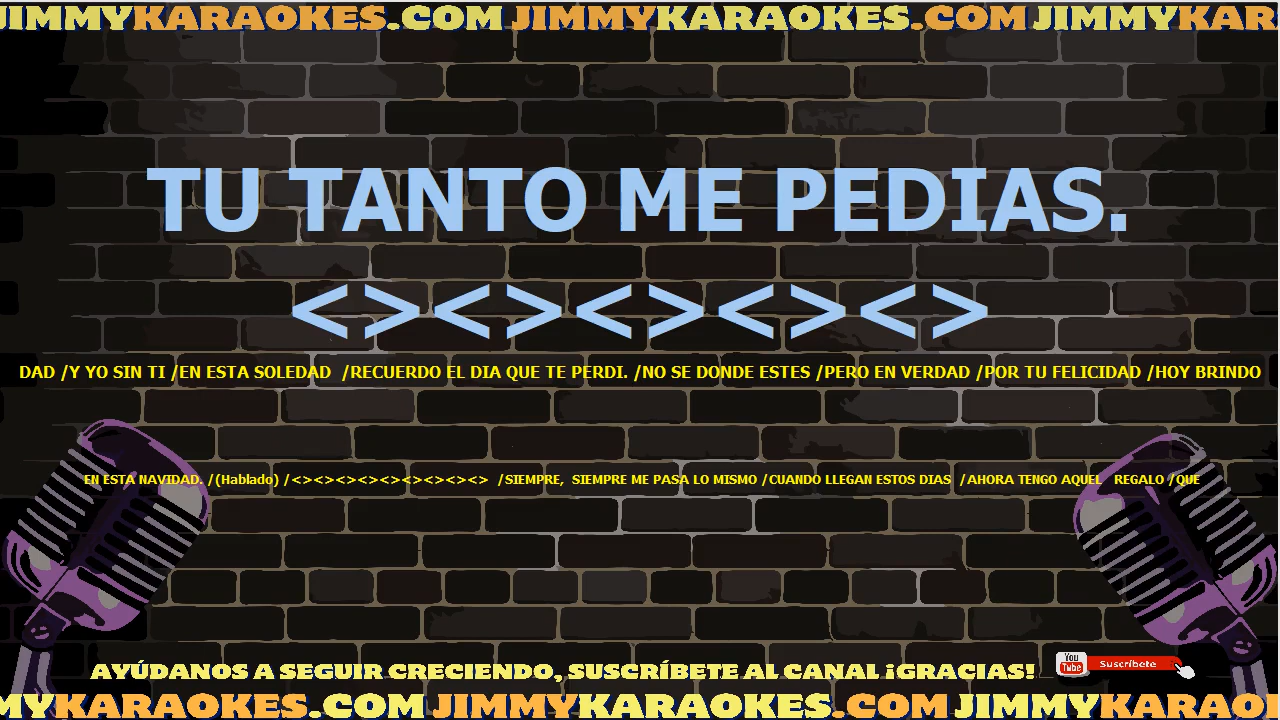 JIMMYKARAOKES.COM JIMMYKARAOKES.COM JIMMYKAR
TU TANTO ME PEDIAS.
<><><><><>
DAD /Y YO SIN TI /EN ESTA SOLEDAD /RECUERDO EL DIA QUE TE PERDI. /NO SE DONDE ESTES /PERO EN VERDAD /POR TU FELICIDAD /HOY BRINDO
EN ESTA NAVIDAD. /(Hablado) /<><><><><><><><><> /SIEMPRE, SIEMPRE ME PASA LO MISMO /CUANDO LLEGAN ESTOS DIAS /AHORA TENGO AQUEL REGALO /QUE
AYÚDANOS A SEGUIR CRECIENDO, SUSCRÍBETE AL CANAL ¡GRACIAS!
You Tube Suscríbete
MYKARAOKES.COM JIMMYKARAOKES.COM JIMMYKARAO